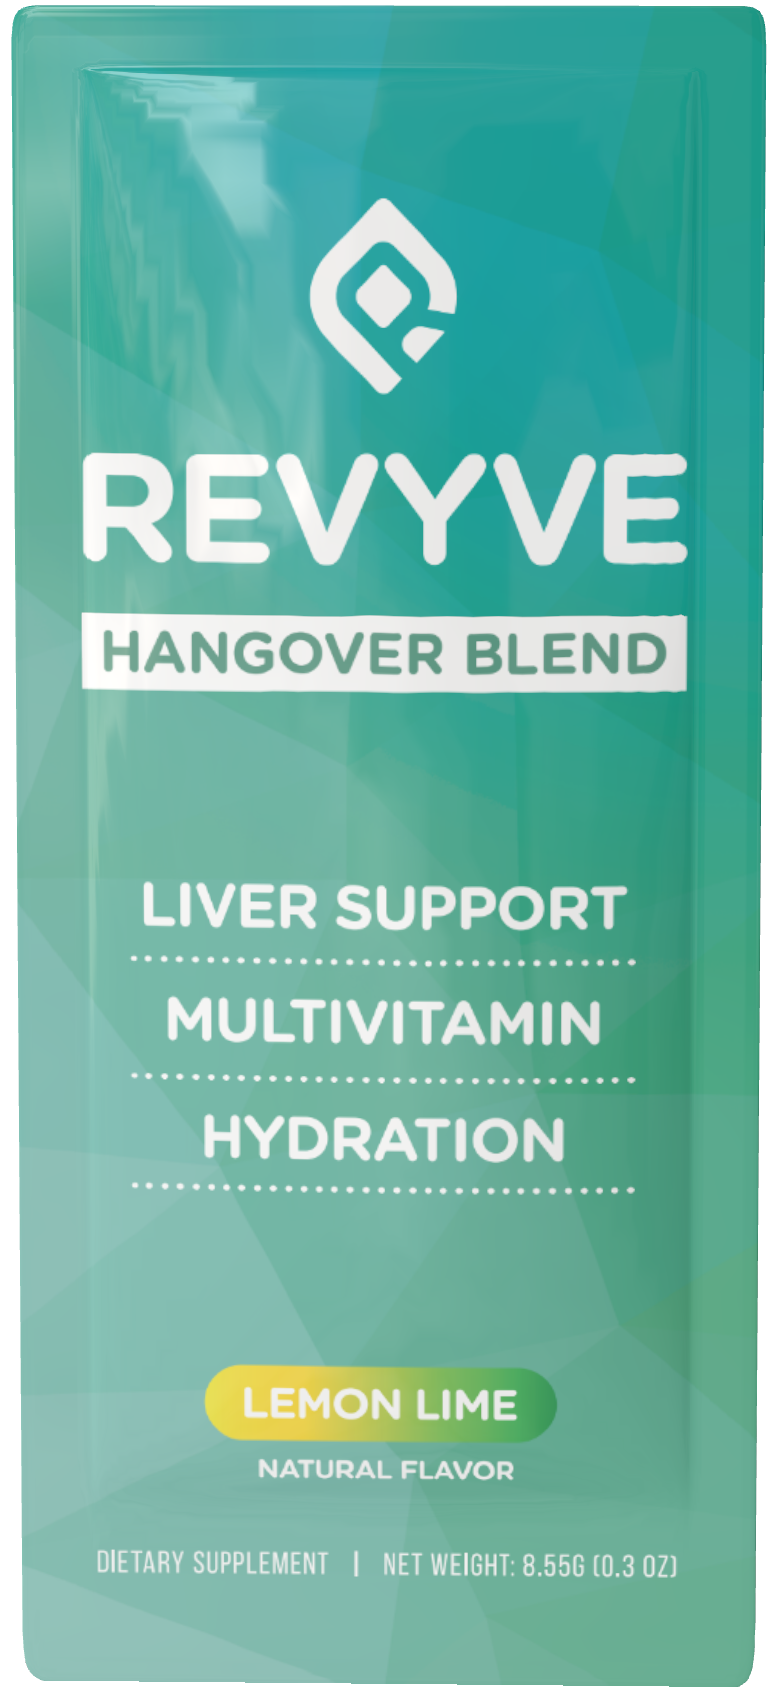 REVYVE
HANGOVER BLEND
LIVER SUPPORT
MULTIVITAMIN
HYDRATION
LEMON LIME
NATURAL FLAVOR
DIETARY SUPPLEMENT | NET WEIGHT: 8.55G (0.3 OZ)